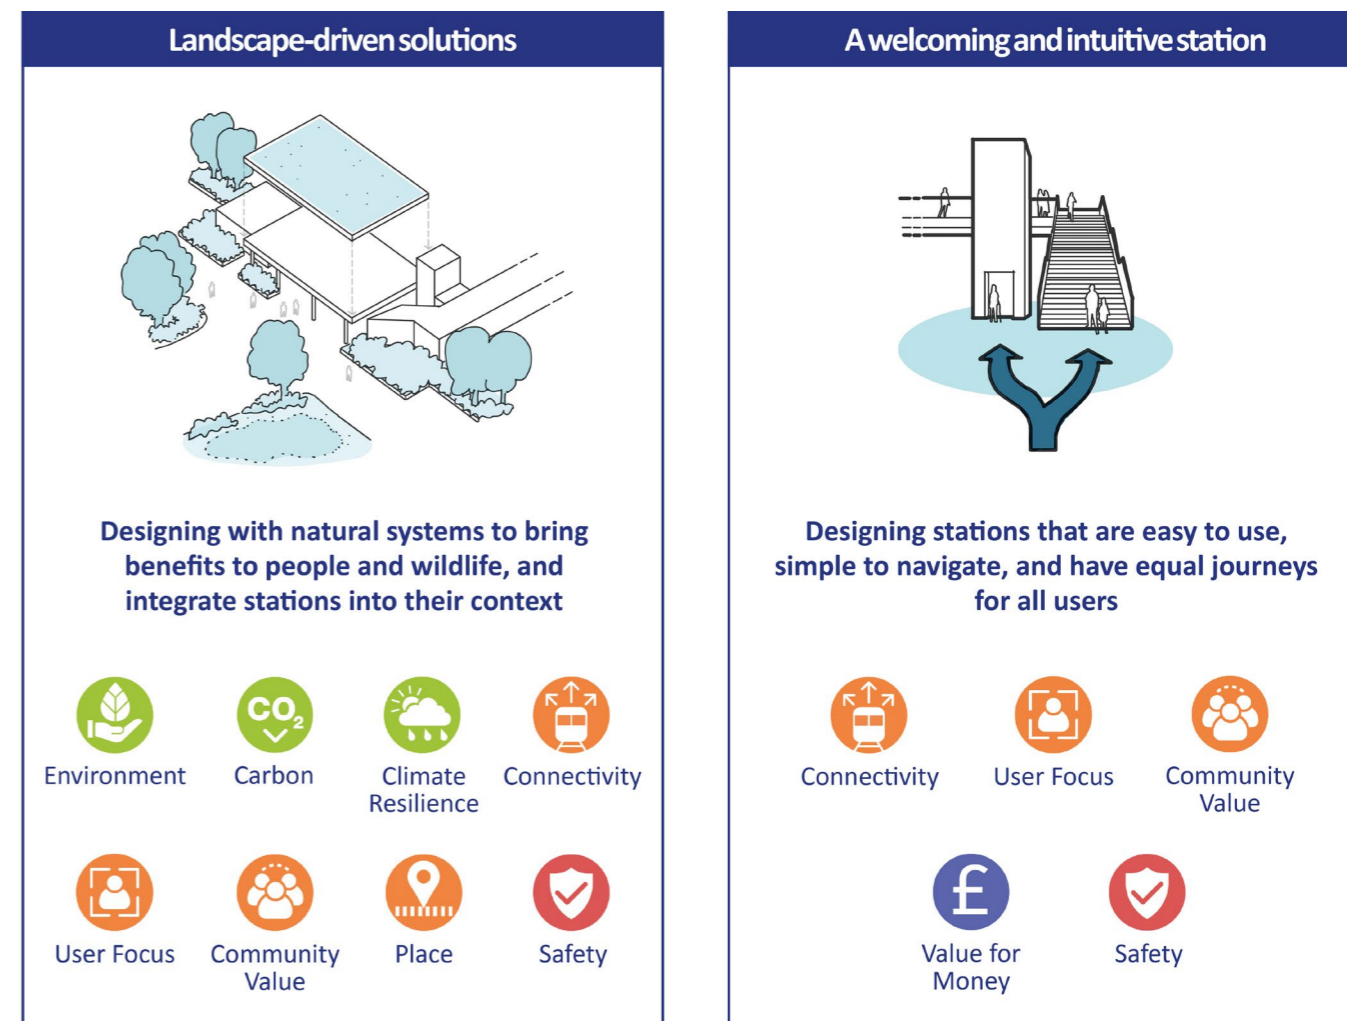 Landscape-driven solutions
Designing with natural systems to bring
benefits to people and wildlife, and
integrate stations into their context
Environment
CO2
Carbon
Climate
Resilience
Connectivity
User Focus
Community
Value
Place
Safety
A welcoming and intuitive station
Designing stations that are easy to use,
simple to navigate, and have equal journeys
for all users
Connectivity
User Focus
Community
Value
£
Value for
Money
Safety